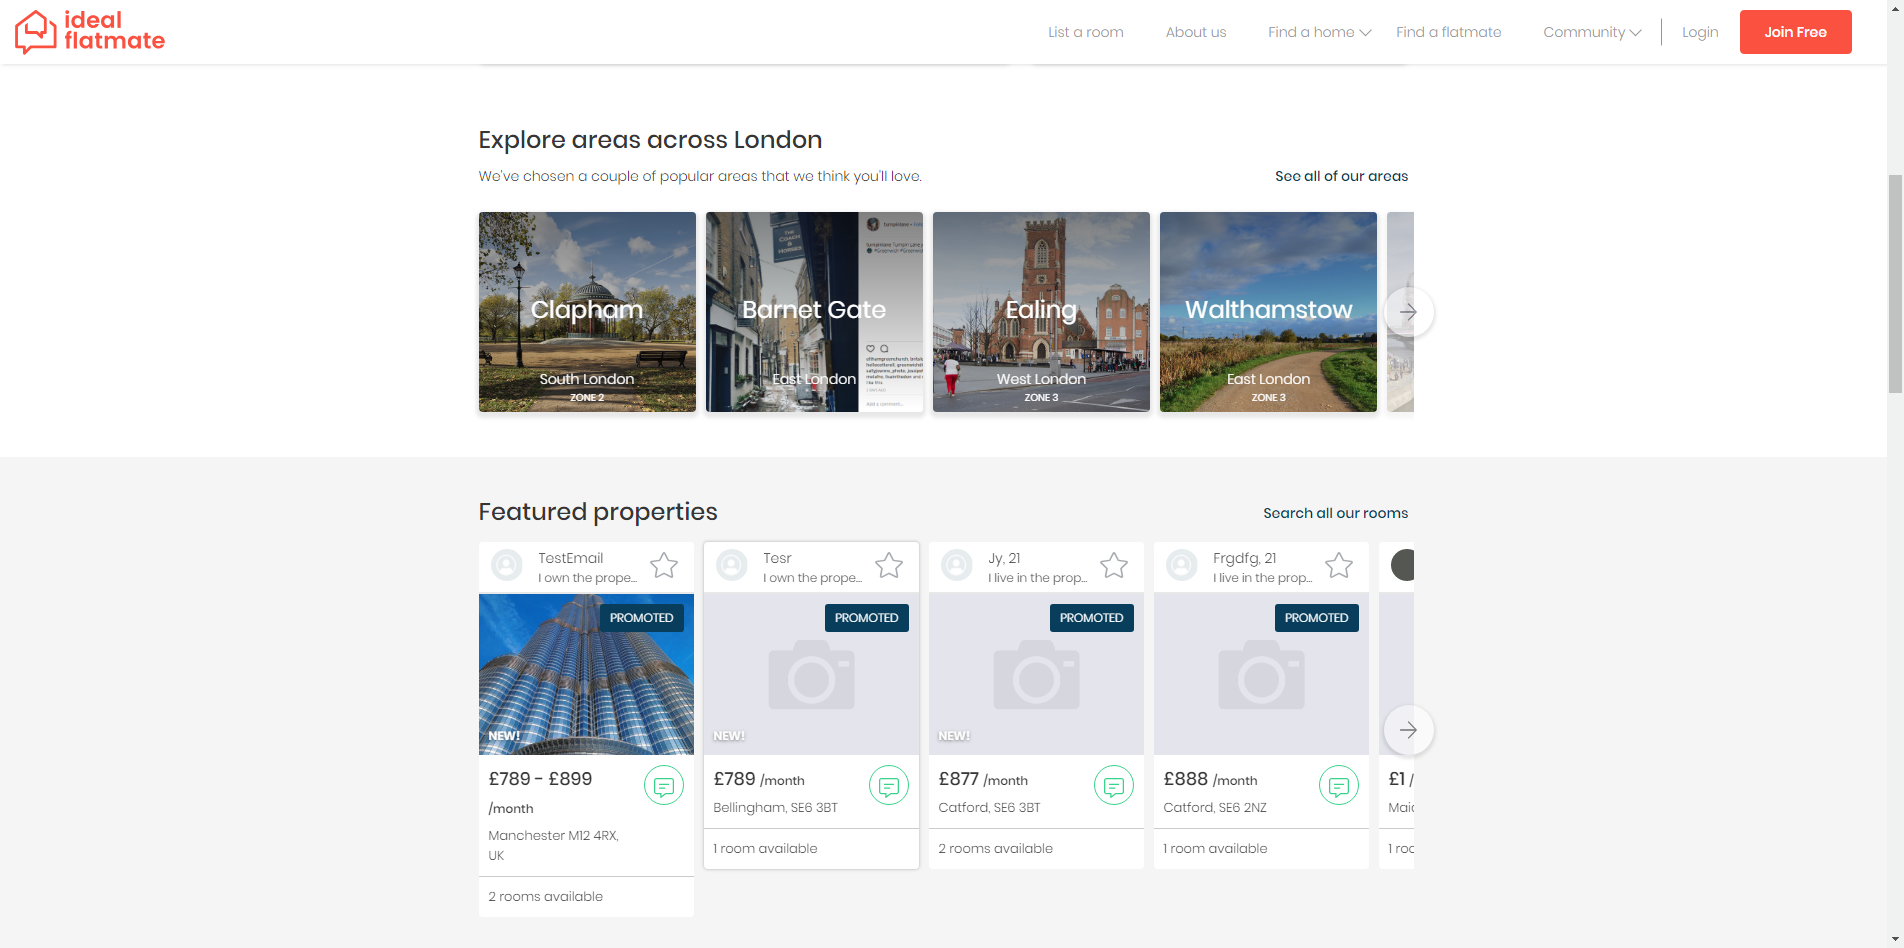 ideal
flatmate
List a room
About us
Find a home
Find a flatmate
Community
Login
Join Free
Explore areas across London
We've chosen a couple of popular areas that we think you'll love.
See all of our areas
THE COACH & HORSES
Clapham
South London
ZONE 2
Barnet Gate
East London
Add a comment...
Ealing
West London
ZONE 3
Walthamstow
East London
ZONE 3
Featured properties
Search all our rooms
TestEmail
I own the prope...
PROMOTED
NEW!
£789 - £899
/month
Manchester M12 4RX,
UK
2 rooms available
Tesr
I own the prope...
PROMOTED
NEW!
£789 /month
Bellingham, SE6 3BT
1 room available
Jy, 21
I live in the prop...
PROMOTED
NEW!
£877 /month
Catford, SE6 3BT
2 rooms available
Frgdfg, 21
I live in the prop...
PROMOTED
£888 /month
Catford, SE6 2NZ
1 room available
£1 /
1 roo